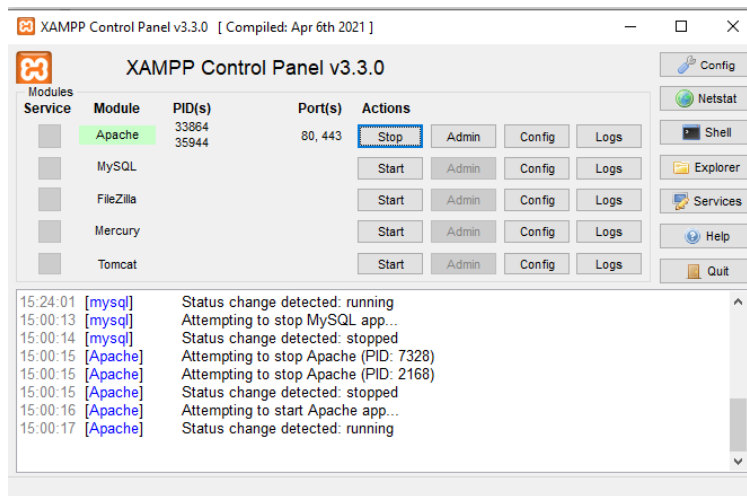 XAMPP Control Panel v3.3.0 [ Compiled: Apr 6th 2021 ]
XAMPP Control Panel v3.3.0
Config
Modules
Service Module PID(s) Port(s) Actions
Netstat
Apache 33864 35944 80, 443 Stop Admin Config Logs
Shell
MySQL Start Admin Config Logs
Explorer
FileZilla Start Admin Config Logs
Services
Mercury Start Admin Config Logs
Help
Tomcat Start Admin Config Logs
Quit
15:24:01 [mysql] Status change detected: running
15:00:13 [mysql] Attempting to stop MySQL app...
15:00:14 [mysql] Status change detected: stopped
15:00:15 [Apache] Attempting to stop Apache (PID: 7328)
15:00:15 [Apache] Attempting to stop Apache (PID: 2168)
15:00:15 [Apache] Status change detected: stopped
15:00:16 [Apache] Attempting to start Apache app...
15:00:17 [Apache] Status change detected: running